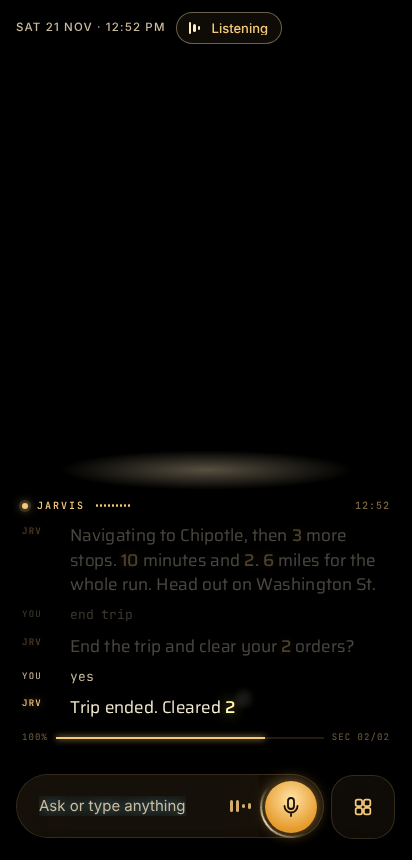 SAT 21 NOV · 12:52 PM
Listening
JARVIS
12:52
JRV
Navigating to Chipotle, then 3 more
stops. 10 minutes and 2. 6 miles for the
whole run. Head out on Washington St.
YOU
end trip
JRV
End the trip and clear your 2 orders?
YOU
yes
JRV
Trip ended. Cleared 2
100%
SEC 02/02
Ask or type anything